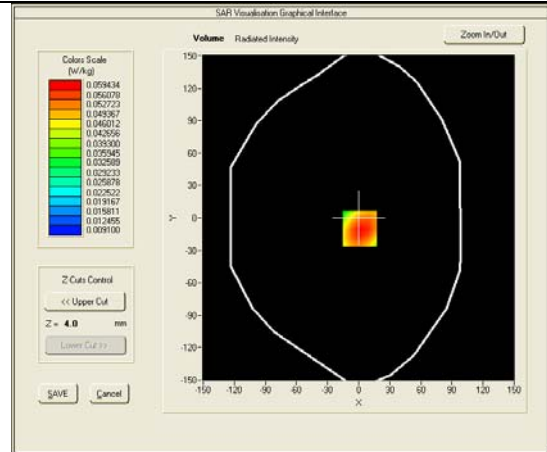 SAR Visualisation Graphical Interface
Volume Radiated Intensity
Zoom In/Out
Colors Scale
(W/kg)
0.059434
0.056078
0.052723
0.049367
0.046012
0.042656
0.039300
0.035945
0.032589
0.029233
0.025878
0.022522
0.019167
0.015811
0.012455
0.009100
Z Cuts Control
<< Upper Cut
Z = 4.0 mm
Lower Cut >>
SAVE Cancel
150
120
90
60
30
0
-30
-60
-90
-120
-150
Y
-150 -120 -90 -60 -30 0 30 60 90 120 150
X